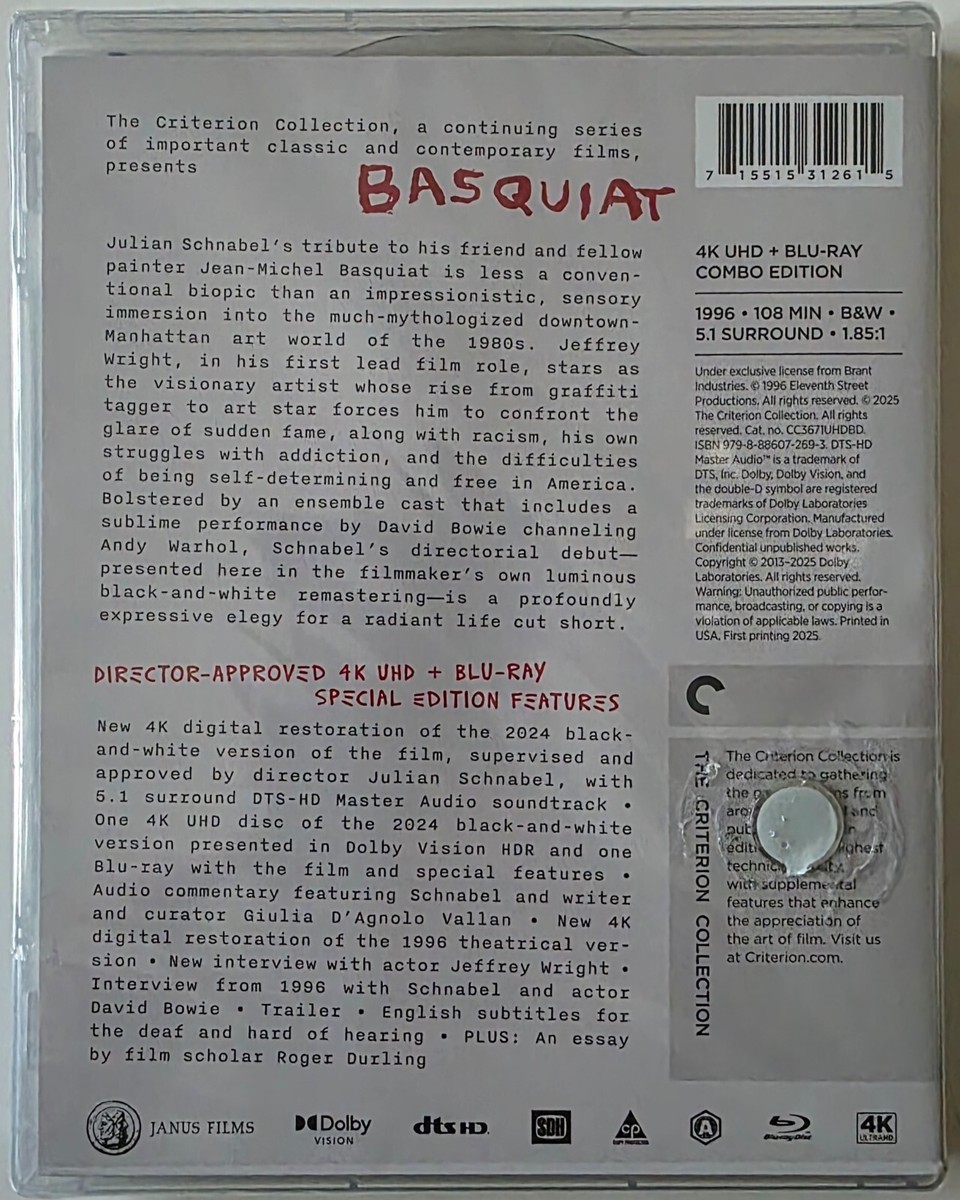 The Criterion Collection, a continuing series
of important classic and contemporary films,
presents
BASQUIAT
Julian Schnabel's tribute to his friend and fellow
painter Jean-Michel Basquiat is less a conven-
tional biopic than an impressionistic, sensory
immersion into the much-mythologized downtown-
Manhattan art world of the 1980s. Jeffrey
Wright, in his first lead film role, stars as
the visionary artist whose rise from graffiti
tagger to art star forces him to confront the
glare of sudden fame, along with racism, his own
struggles with addiction, and the difficulties
of being self-determining and free in America.
Bolstered by an ensemble cast that includes a
sublime performance by David Bowie channeling
Andy Warhol, Schnabel's directorial debut—
presented here in the filmmaker's own luminous
black-and-white remastering—is a profoundly
expressive elegy for a radiant life cut short.
DIRECTOR-APPROVED 4K UHD + BLU-RAY
SPECIAL EDITION FEATURES
New 4K digital restoration of the 2024 black-
and-white version of the film, supervised and
approved by director Julian Schnabel, with
5.1 surround DTS-HD Master Audio soundtrack •
One 4K UHD disc of the 2024 black-and-white
version presented in Dolby Vision HDR and one
Blu-ray with the film and special features •
Audio commentary featuring Schnabel and writer
and curator Giulia D'Agnolo Vallan • New 4K
digital restoration of the 1996 theatrical ver-
sion • New interview with actor Jeffrey Wright •
Interview from 1996 with Schnabel and actor
David Bowie • Trailer • English subtitles for
the deaf and hard of hearing • PLUS: An essay
by film scholar Roger Durling
7 15515 31261 5
4K UHD + BLU-RAY
COMBO EDITION
1996 • 108 MIN • B&W •
5.1 SURROUND • 1.85:1
Under exclusive license from Brant
Industries. © 1996 Eleventh Street
Productions. All rights reserved. © 2025
The Criterion Collection. All rights
reserved. Cat. no. CC3671UHDBD.
ISBN 979-8-88607-269-3. DTS-HD
Master Audio™ is a trademark of
DTS, Inc. Dolby, Dolby Vision, and
the double-D symbol are registered
trademarks of Dolby Laboratories
Licensing Corporation. Manufactured
under license from Dolby Laboratories.
Confidential unpublished works.
Copyright © 2013–2025 Dolby
Laboratories. All rights reserved.
Warning: Unauthorized public perfor-
mance, broadcasting, or copying is a
violation of applicable laws. Printed in
USA. First printing 2025.
THE CRITERION COLLECTION
The Criterion Collection is
dedicated to gathering
the from
and
with supplemental
features that enhance
the appreciation of
the art of film. Visit us
at Criterion.com.
JANUS FILMS
Dolby
VISION
dts HD
SDH
CP
A
Blu-ray Disc
4K
ULTRA HD